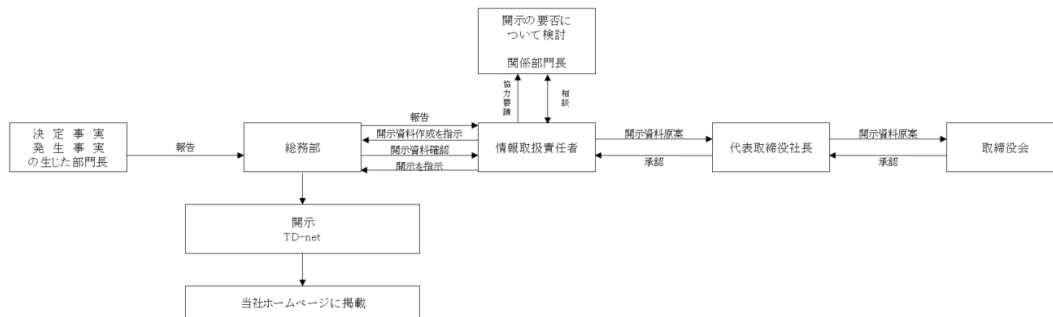 開示の要否に
ついて検討
関係部門長
協力要請
相談
決定事実
発生事実
の生じた部門長
報告
総務部
報告
開示資料作成を指示
開示資料確認
開示を指示
情報取扱責任者
開示資料原案
承認
代表取締役社長
開示資料原案
承認
取締役会
開示
TD-net
当社ホームページに掲載